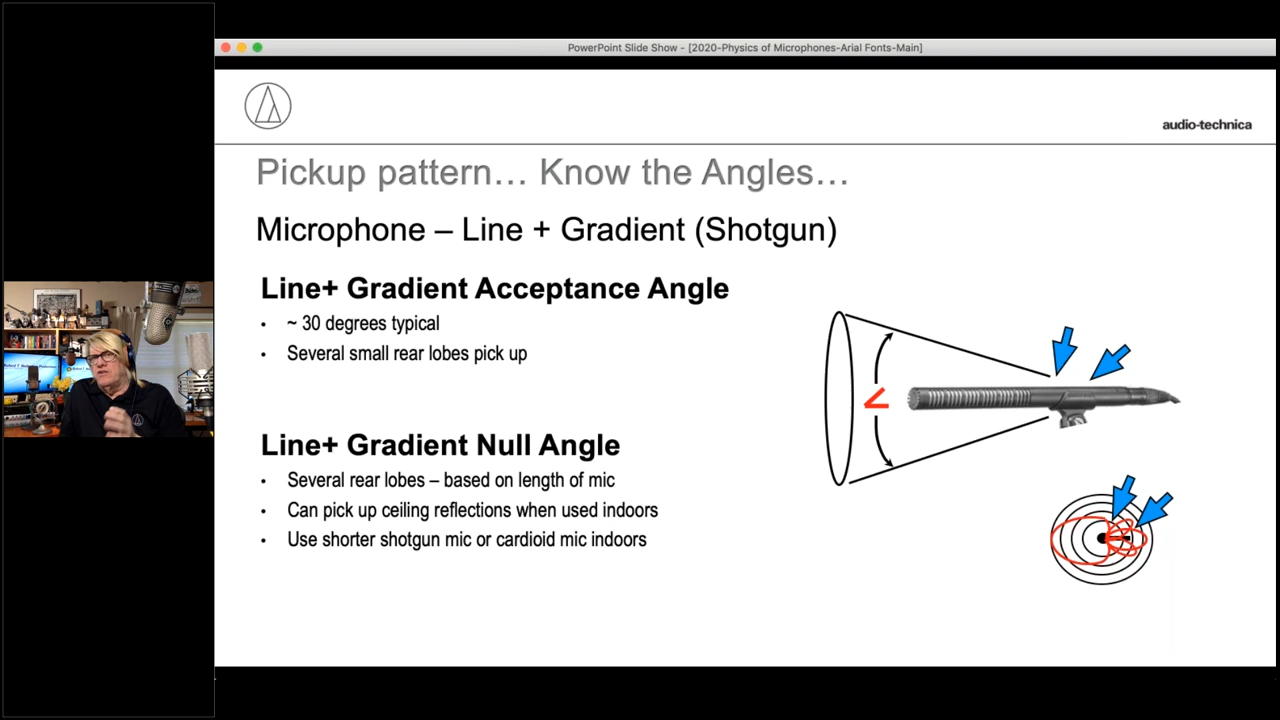 PowerPoint Slide Show - [2020-Physics of Microphones-Arial Fonts-Main]
audio-technica
Pickup pattern… Know the Angles…
Microphone – Line + Gradient (Shotgun)
Line+ Gradient Acceptance Angle
• ~ 30 degrees typical
• Several small rear lobes pick up
Line+ Gradient Null Angle
• Several rear lobes – based on length of mic
• Can pick up ceiling reflections when used indoors
• Use shorter shotgun mic or cardioid mic indoors